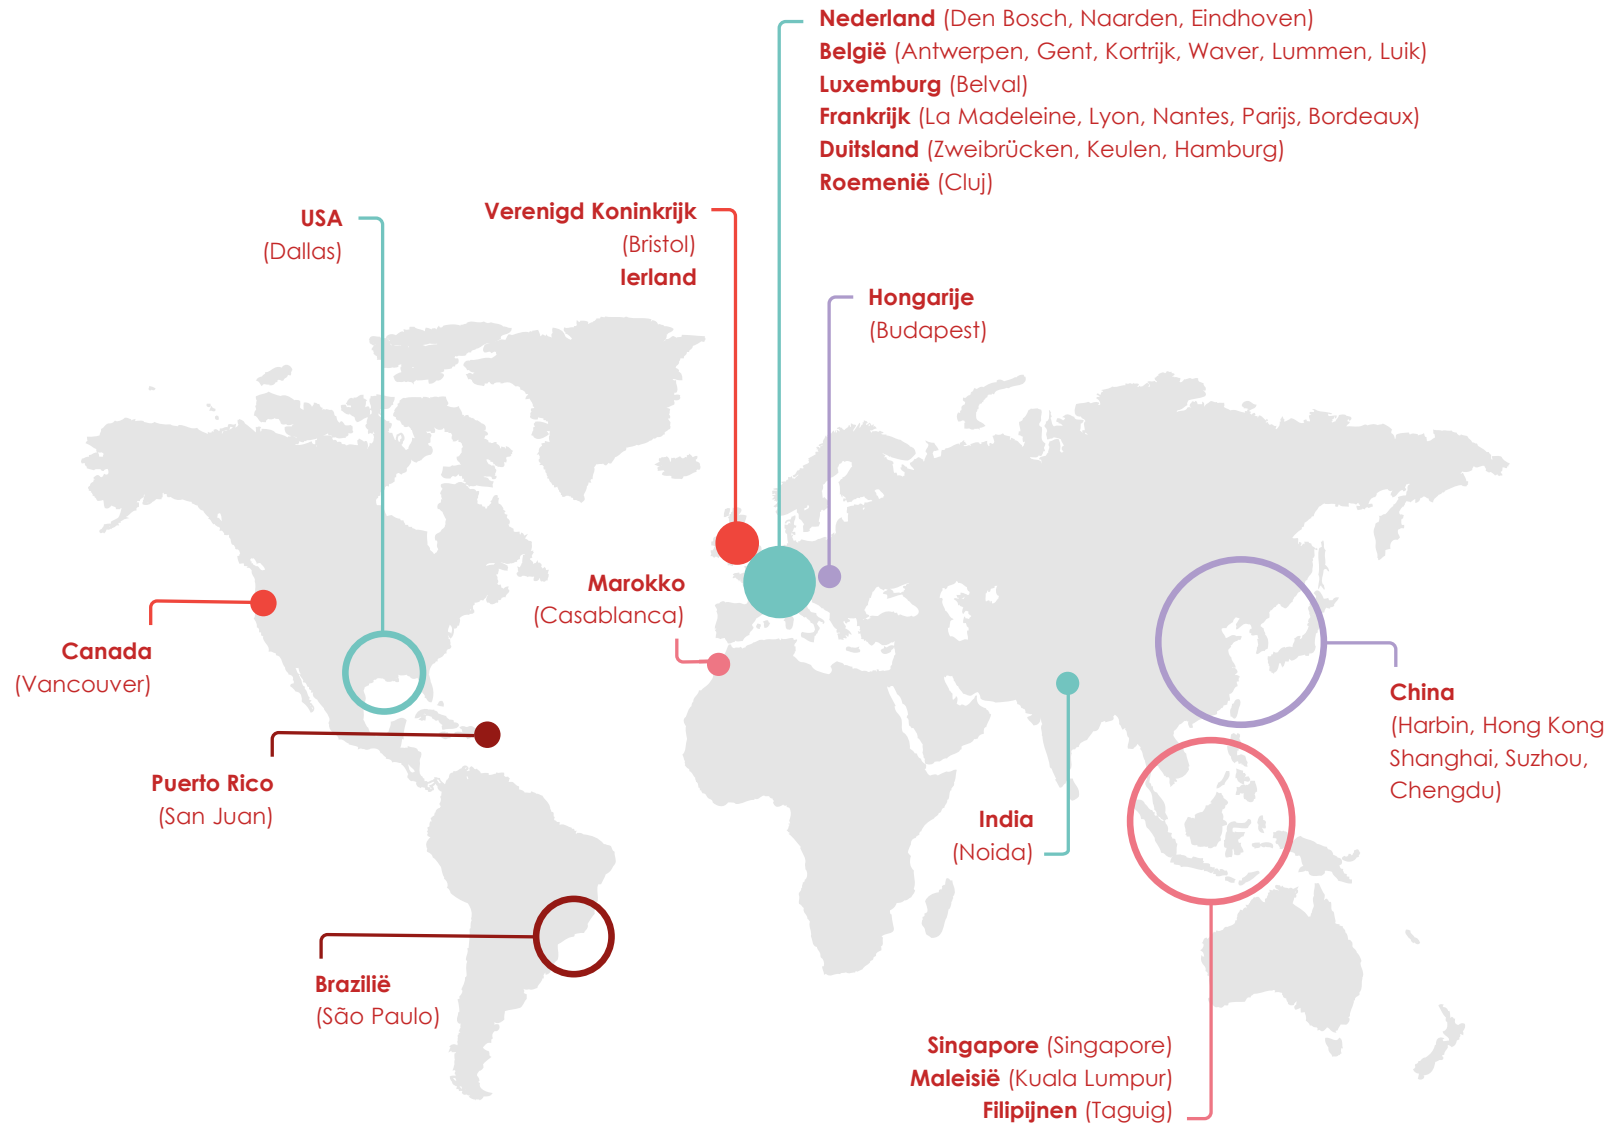 Nederland (Den Bosch, Naarden, Eindhoven)
België (Antwerpen, Gent, Kortrijk, Waver, Lummen, Luik)
Luxemburg (Belval)
Frankrijk (La Madeleine, Lyon, Nantes, Parijs, Bordeaux)
Duitsland (Zweibrücken, Keulen, Hamburg)
Roemenië (Cluj)
USA
(Dallas)
Verenigd Koninkrijk
(Bristol)
Ierland
Hongarije
(Budapest)
Marokko
(Casablanca)
Canada
(Vancouver)
China
(Harbin, Hong Kong
Shanghai, Suzhou,
Chengdu)
Puerto Rico
(San Juan)
India
(Noida)
Brazilië
(São Paulo)
Singapore (Singapore)
Maleisië (Kuala Lumpur)
Filipijnen (Taguig)